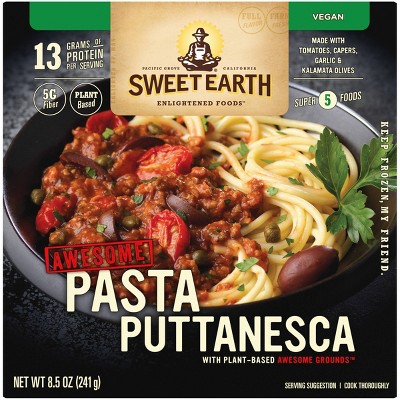 VEGAN
13 GRAMS OF
PROTEIN
PER SERVING
5G
Fiber
PLANT
Based
PACIFIC GROVE CALIFORNIA
SWEET EARTH
ENLIGHTENED FOODS™
MADE WITH
TOMATOES, CAPERS,
GARLIC &
KALAMATA OLIVES
SUPER 5 FOODS
KEEP FROZEN, MY FRIEND.
AWESOME!
PASTA
PUTTANESCA
WITH PLANT-BASED AWESOME GROUNDS™
NET WT 8.5 OZ (241g)
SERVING SUGGESTION | COOK THOROUGHLY